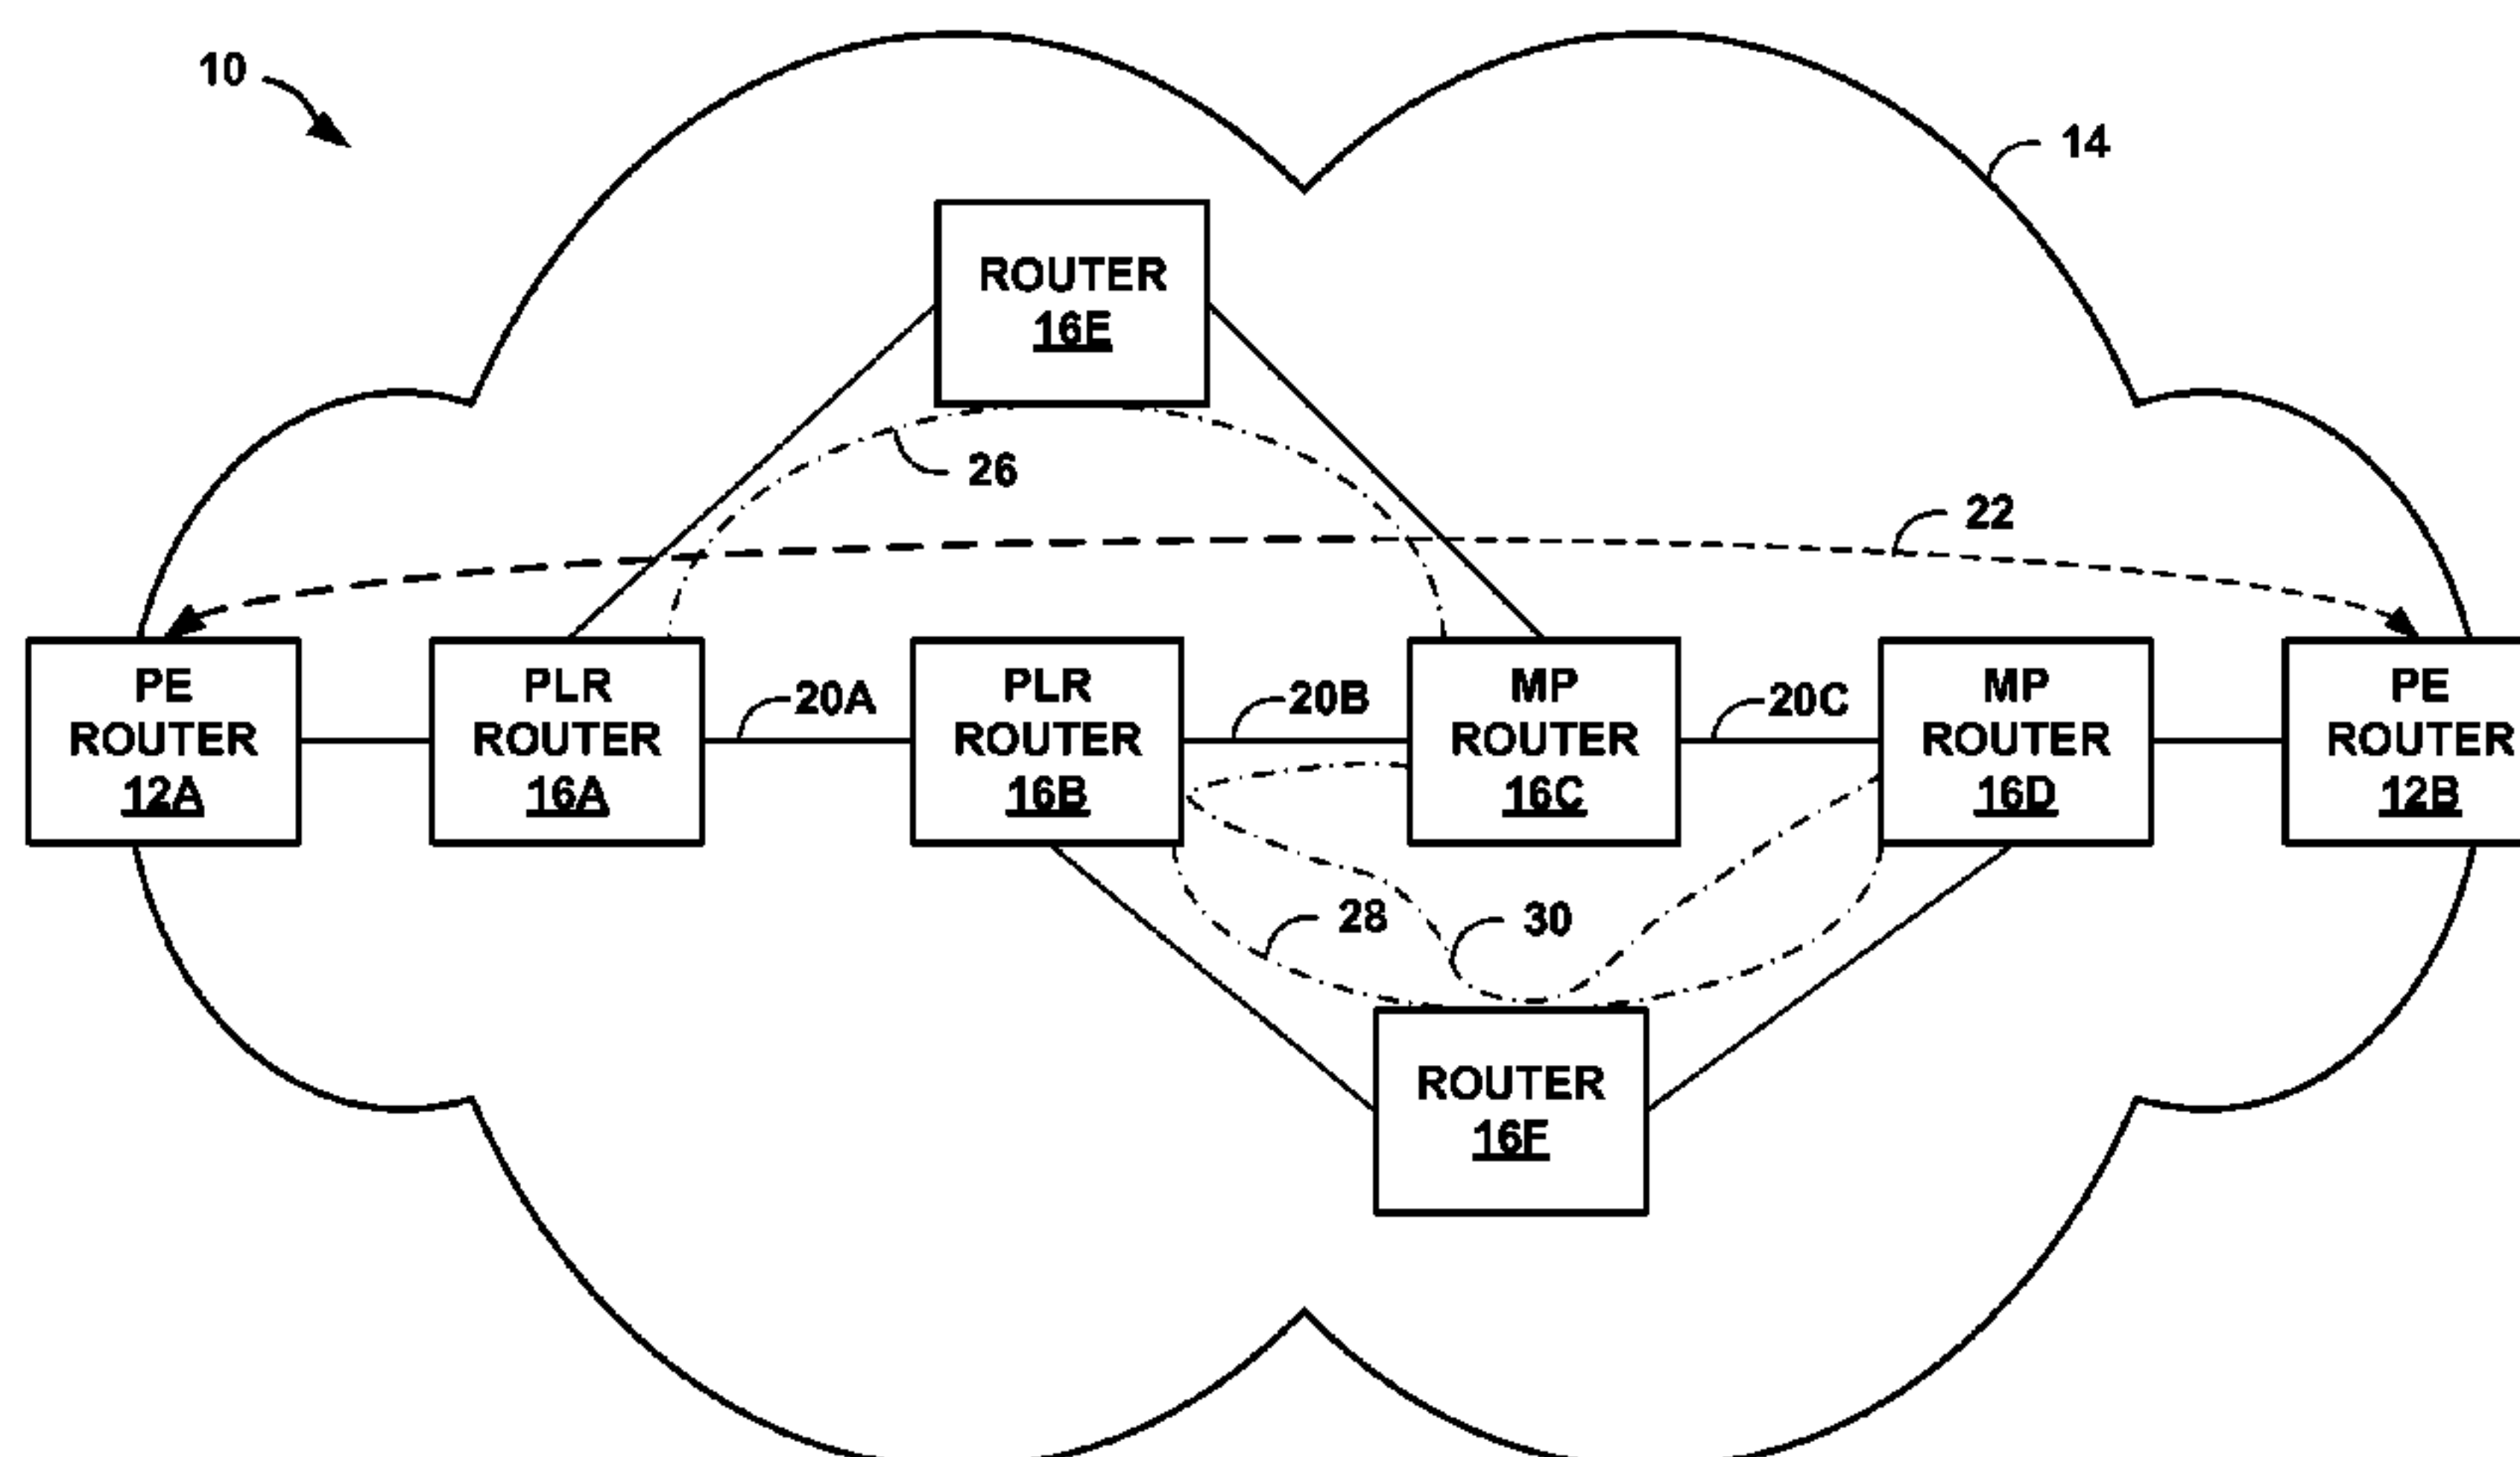 10
14
ROUTER
16E
26
22
PE
ROUTER
12A
PLR
ROUTER
16A
20A
PLR
ROUTER
16B
20B
MP
ROUTER
16C
20C
MP
ROUTER
16D
PE
ROUTER
12B
28
30
ROUTER
16F